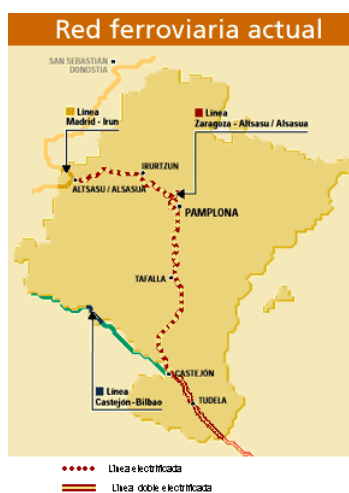 Red ferroviaria actual
SAN SEBASTIÁN
DONOSTIA
Línea
Madrid - Irun
Línea
Zaragoza - Altsasu / Alsasua
IRURTZUN
ALTSASU / ALSASUA
PAMPLONA
TAFALLA
CASTEJÓN
Línea
Castejón - Bilbao
TUDELA
Línea electrificada
Línea doble electrificada